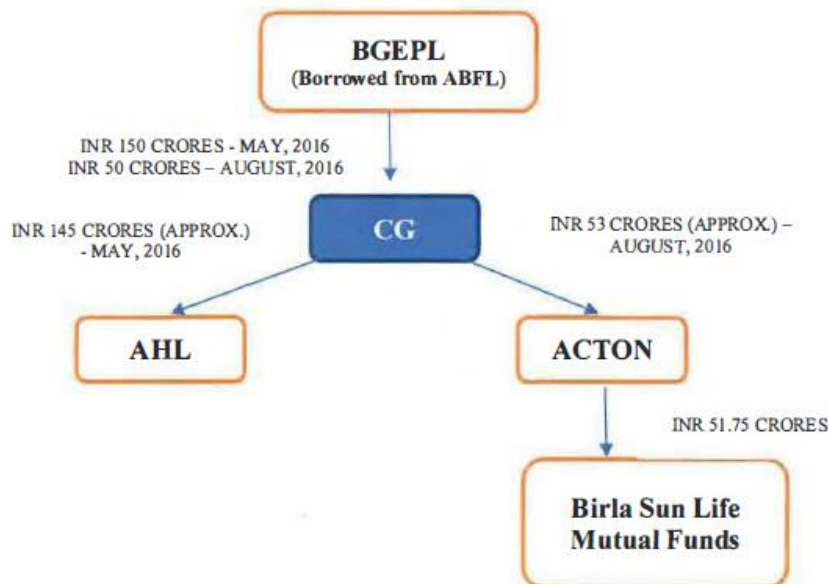 BGEPL
(Borrowed from ABFL)
INR 150 CRORES - MAY, 2016
INR 50 CRORES – AUGUST, 2016
CG
INR 145 CRORES (APPROX.)
- MAY, 2016
INR 53 CRORES (APPROX.) –
AUGUST, 2016
AHL
ACTON
INR 51.75 CRORES
Birla Sun Life
Mutual Funds